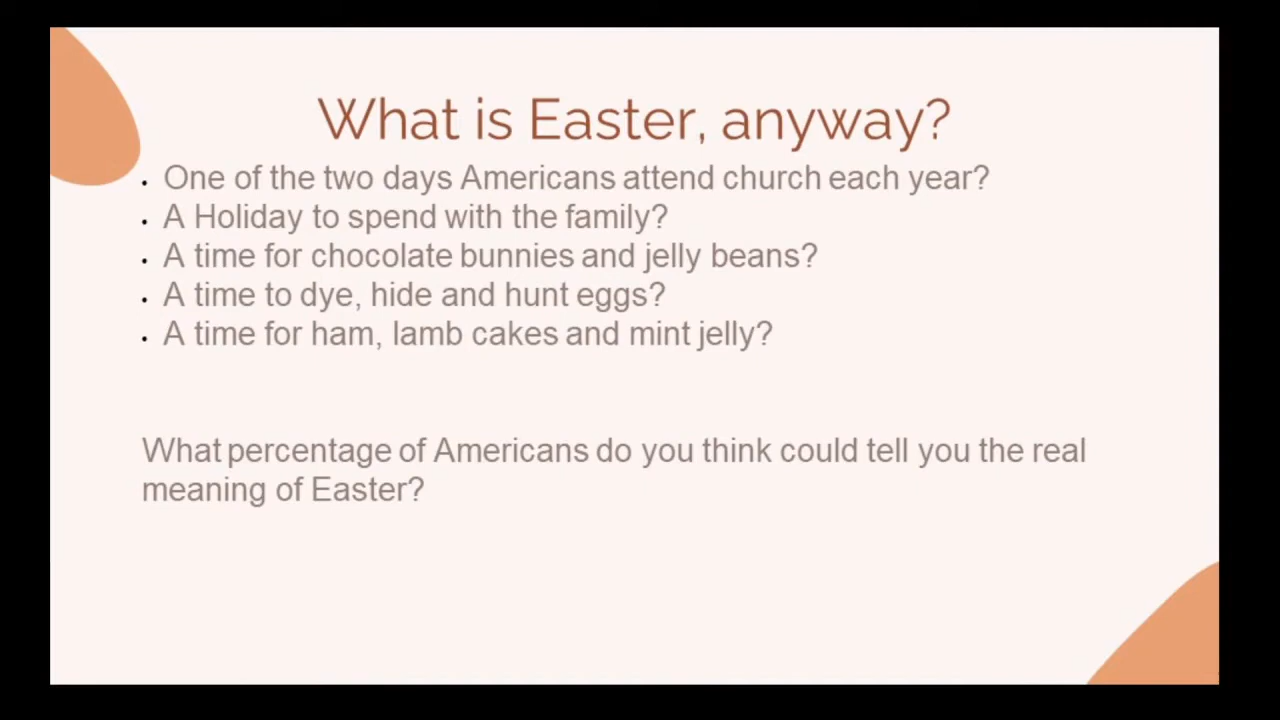 What is Easter, anyway?
• One of the two days Americans attend church each year?
• A Holiday to spend with the family?
• A time for chocolate bunnies and jelly beans?
• A time to dye, hide and hunt eggs?
• A time for ham, lamb cakes and mint jelly?
What percentage of Americans do you think could tell you the real
meaning of Easter?